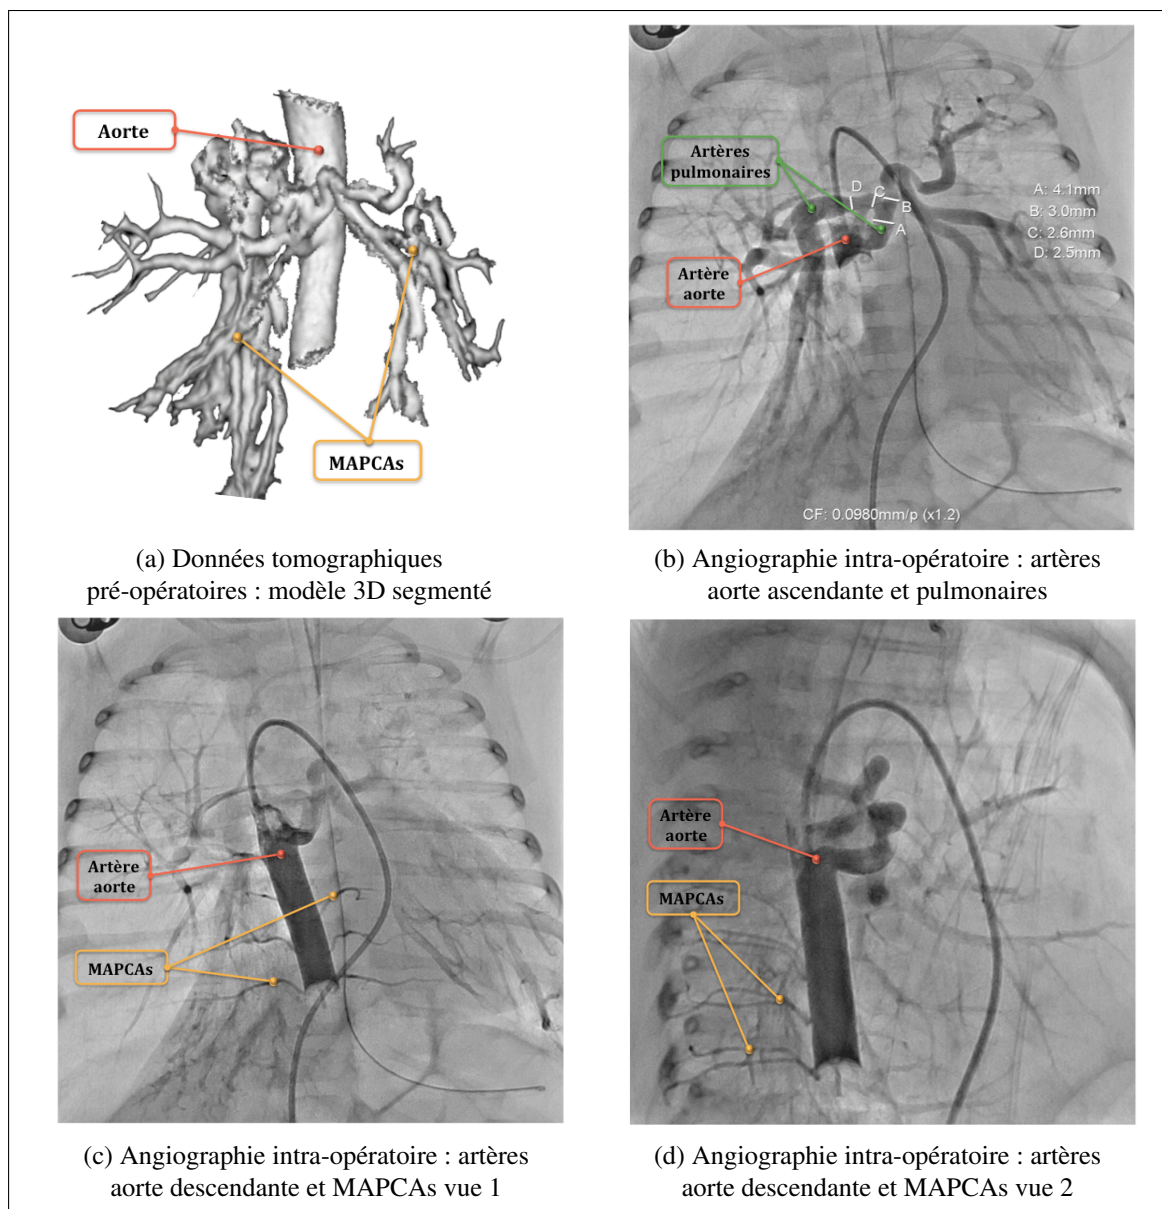 Aorte
MAPCAs
(a) Données tomographiques
pré-opératoires : modèle 3D segmenté
Artères
pulmonaires
D
C
B
A
A: 4.1mm
B: 3.0mm
C: 2.6mm
D: 2.5mm
Artère
aorte
CF: 0.0980mm/p (x1.2)
(b) Angiographie intra-opératoire : artères
aorte ascendante et pulmonaires
Artère
aorte
MAPCAs
(c) Angiographie intra-opératoire : artères
aorte descendante et MAPCAs vue 1
Artère
aorte
MAPCAs
(d) Angiographie intra-opératoire : artères
aorte descendante et MAPCAs vue 2